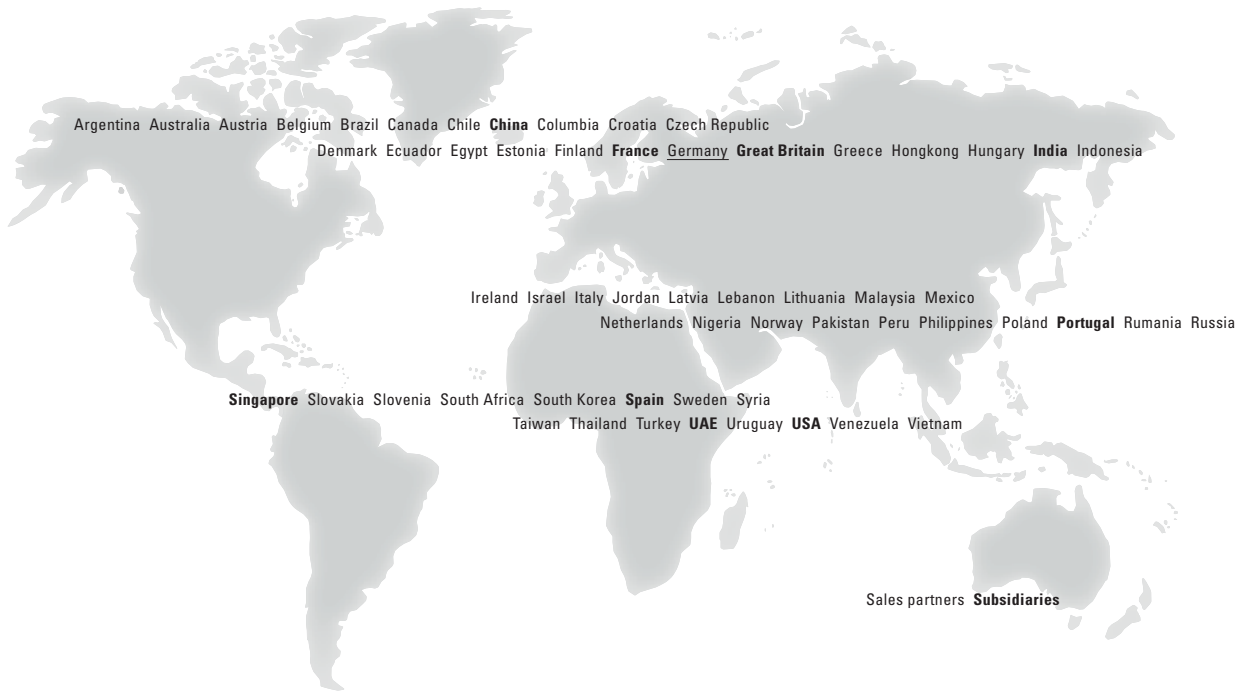 Argentina Australia Austria Belgium Brazil Canada Chile China Columbia Croatia Czech Republic
Denmark Ecuador Egypt Estonia Finland France Germany Great Britain Greece Hongkong Hungary India Indonesia
Ireland Israel Italy Jordan Latvia Lebanon Lithuania Malaysia Mexico
Netherlands Nigeria Norway Pakistan Peru Philippines Poland Portugal Rumania Russia
Singapore Slovakia Slovenia South Africa South Korea Spain Sweden Syria
Taiwan Thailand Turkey UAE Uruguay USA Venezuela Vietnam
Sales partners Subsidiaries